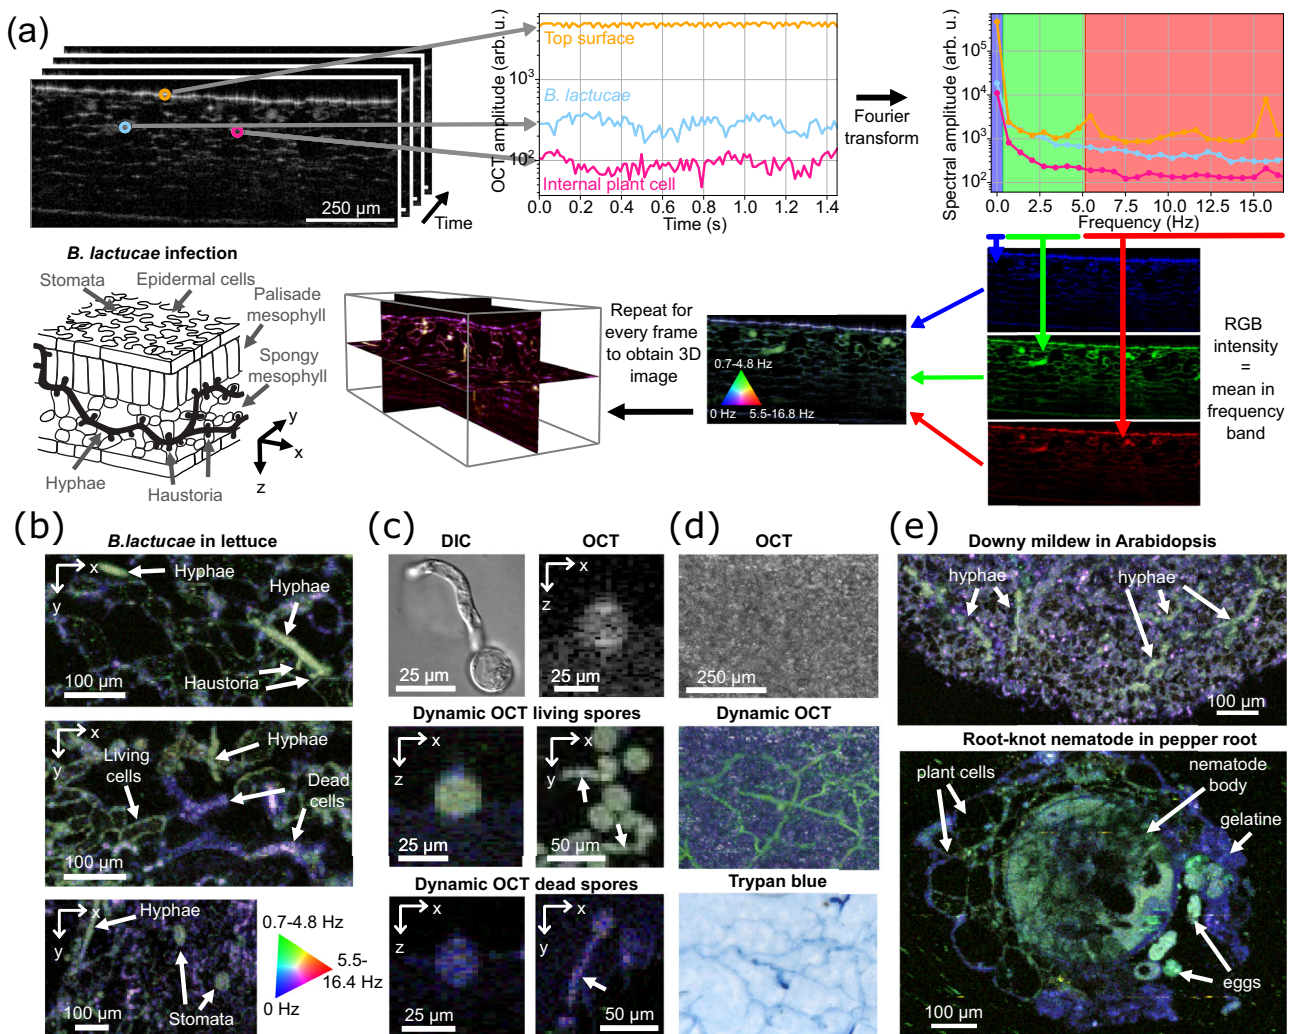 (a)
250 µm
Time
OCT amplitude (arb. u.)
10³
10²
Top surface
B. lactucae
Internal plant cell
0.0 0.2 0.4 0.6 0.8 1.0 1.2 1.4
Time (s)
Fourier
transform
Spectral amplitude (arb. u.)
10⁵
10⁴
10³
10²
0.0 2.5 5.0 7.5 10.0 12.5 15.0
Frequency (Hz)
B. lactucae infection
Stomata
Epidermal cells
Palisade
mesophyll
Spongy
mesophyll
Hyphae
Haustoria
y
x
z
Repeat for
every frame
to obtain 3D
image
0.7-4.8 Hz
0 Hz
5.5-16.8 Hz
RGB
intensity
=
mean in
frequency
band
(b)
B.lactucae in lettuce
x
y
Hyphae
Hyphae
Haustoria
100 µm
x
y
Hyphae
Living
cells
Dead
cells
100 µm
x
y
Hyphae
Stomata
100 µm
0.7-4.8 Hz
5.5-
16.4 Hz
0 Hz
(c)
DIC
25 µm
OCT
x
z
25 µm
Dynamic OCT living spores
x
z
25 µm
x
y
50 µm
Dynamic OCT dead spores
x
z
25 µm
x
y
50 µm
(d)
OCT
250 µm
Dynamic OCT
Trypan blue
(e)
Downy mildew in Arabidopsis
hyphae
hyphae
100 µm
Root-knot nematode in pepper root
plant cells
nematode
body
gelatine
eggs
100 µm